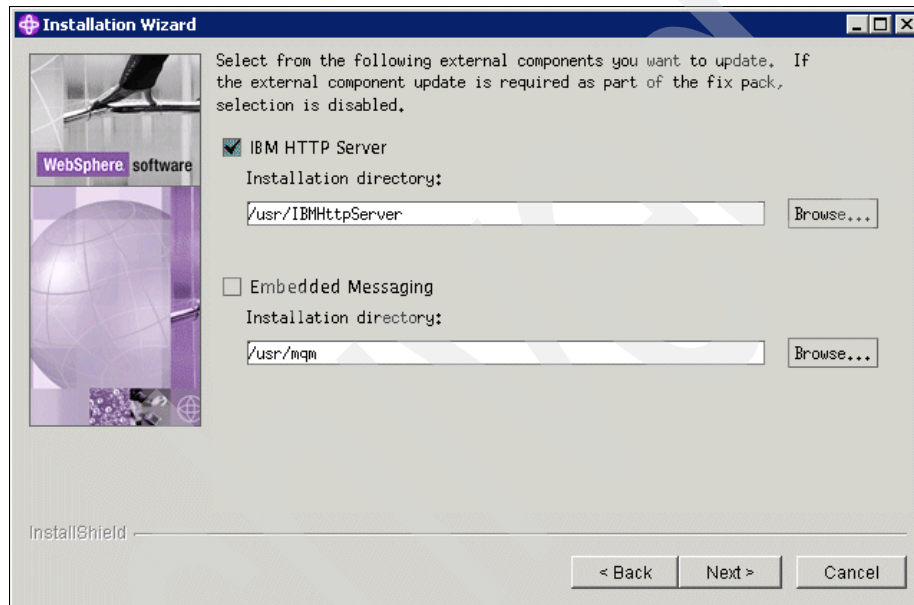 Installation Wizard
Select from the following external components you want to update. If
the external component update is required as part of the fix pack,
selection is disabled.
WebSphere software
IBM HTTP Server
Installation directory:
/usr/IBMHttpServer
Browse...
Embedded Messaging
Installation directory:
/usr/mqm
Browse...
InstallShield
< Back
Next >
Cancel